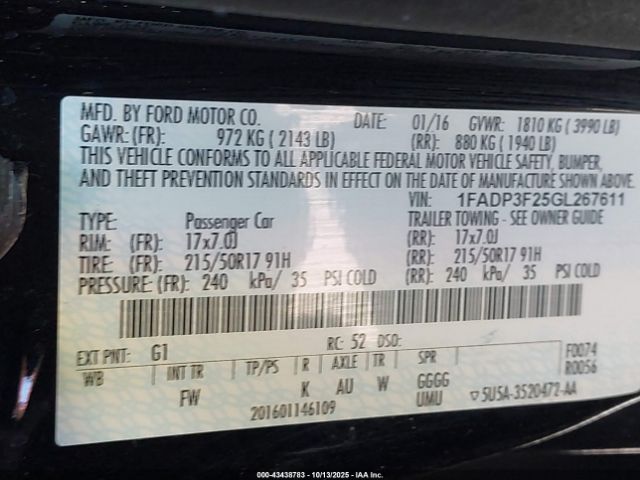 MFD. BY FORD MOTOR CO. DATE: 01/16 GVWR: 1810 KG ( 3990 LB)
GAWR: (FR): 972 KG ( 2143 LB) (RR): 880 KG ( 1940 LB)
THIS VEHICLE CONFORMS TO ALL APPLICABLE FEDERAL MOTOR VEHICLE SAFETY, BUMPER,
AND THEFT PREVENTION STANDARDS IN EFFECT ON THE DATE OF MANUFACTURE SHOWN ABOVE.
VIN: 1FADP3F25GL267611
TYPE: Passenger Car TRAILER TOWING - SEE OWNER GUIDE
RIM: (FR): 17x7.0J (RR): 17x7.0J
TIRE: (FR): 215/50R17 91H (RR): 215/50R17 91H
PRESSURE: (FR): 240 kPa/ 35 PSI COLD (RR): 240 kPa/ 35 PSI COLD
EXT PNT: G1 RC: 52 DSO: F0074
WB INT TR TP/PS R AXLE TR SPR R0056
FW K AU W GGGG
UMU ▽5U5A-3520472-AA
201601146109
000-43438783 - 10/13/2025 - IAA Inc.